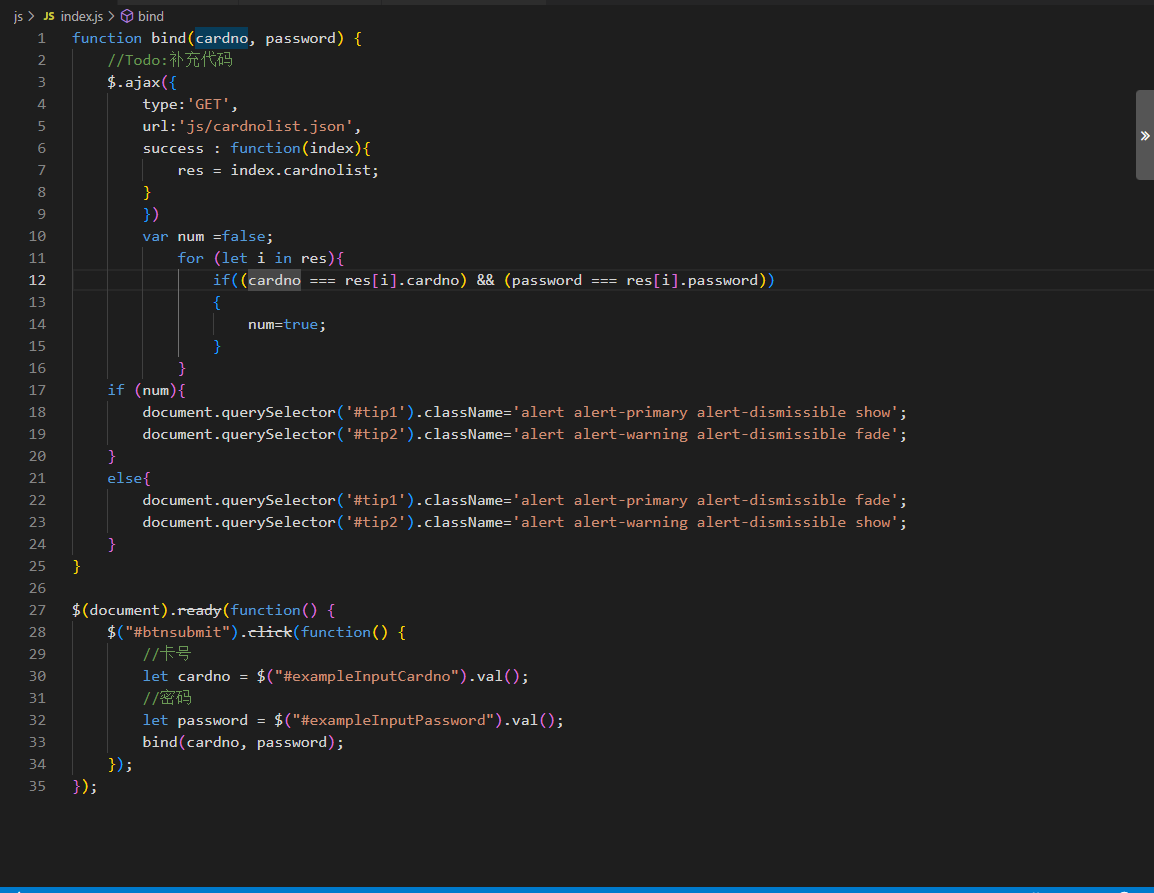 js > JS index.js > bind
1 function bind(cardno, password) {
2 //Todo:补充代码
3 $.ajax({
4 type:'GET',
5 url:'js/cardnolist.json',
6 success : function(index){
7 res = index.cardnolist;
8 }
9 })
10 var num =false;
11 for (let i in res){
12 if((cardno === res[i].cardno) && (password === res[i].password))
13 {
14 num=true;
15 }
16 }
17 if (num){
18 document.querySelector('#tip1').className='alert alert-primary alert-dismissible show';
19 document.querySelector('#tip2').className='alert alert-warning alert-dismissible fade';
20 }
21 else{
22 document.querySelector('#tip1').className='alert alert-primary alert-dismissible fade';
23 document.querySelector('#tip2').className='alert alert-warning alert-dismissible show';
24 }
25 }
26
27 $(document).ready(function() {
28 $("#btnsubmit").click(function() {
29 //卡号
30 let cardno = $("#exampleInputCardno").val();
31 //密码
32 let password = $("#exampleInputPassword").val();
33 bind(cardno, password);
34 });
35 });